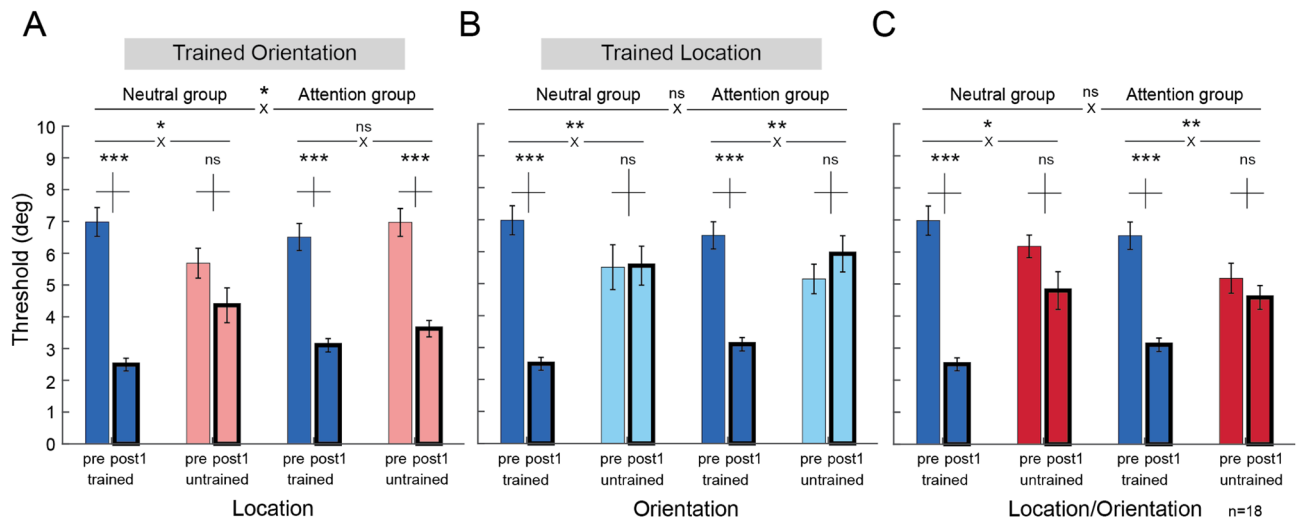 A
Trained Orientation
Neutral group * Attention group
X
* ns
X X
*** ns *** ***
10
9
8
7
6
5
4
3
2
1
0
Threshold (deg)
pre post1 pre post1 pre post1 pre post1
trained untrained trained untrained
Location
B
Trained Location
Neutral group ns Attention group
X
** **
X X
*** ns *** ns
pre post1 pre post1 pre post1 pre post1
trained untrained trained untrained
Orientation
C
Neutral group ns Attention group
X
* **
X X
*** ns *** ns
pre post1 pre post1 pre post1 pre post1
trained untrained trained untrained
Location/Orientation n=18